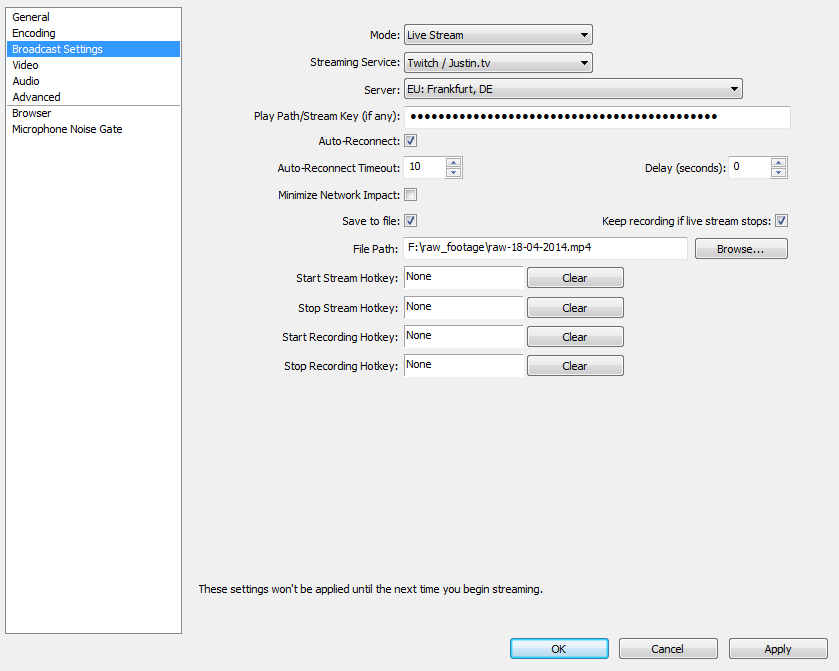 General
Encoding
Broadcast Settings
Video
Audio
Advanced
Browser
Microphone Noise Gate
Mode: Live Stream
Streaming Service: Twitch / Justin.tv
Server: EU: Frankfurt, DE
Play Path/Stream Key (if any): ••••••••••••••••••••••••••••••••••••••••••••
Auto-Reconnect:
Auto-Reconnect Timeout: 10 Delay (seconds): 0
Minimize Network Impact:
Save to file: Keep recording if live stream stops:
File Path: F:\raw_footage\raw-18-04-2014.mp4 Browse...
Start Stream Hotkey: None Clear
Stop Stream Hotkey: None Clear
Start Recording Hotkey: None Clear
Stop Recording Hotkey: None Clear
These settings won't be applied until the next time you begin streaming.
OK Cancel Apply